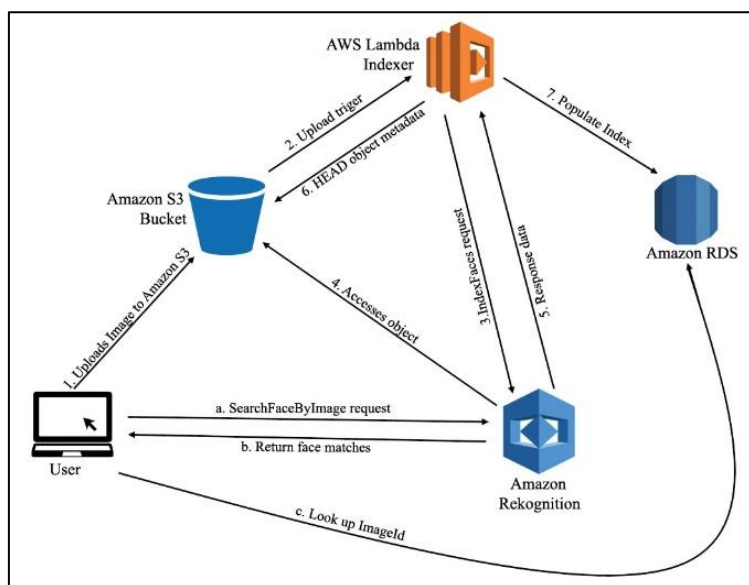 AWS Lambda
Indexer
7. Populate Index
2. Upload triger
6. HEAD object metadata
Amazon S3
Bucket
Amazon RDS
3.IndexFaces request
5. Response data
4. Accesses object
1. Uploads Image to Amazon S3
a. SearchFaceByImage request
b. Return face matches
User
Amazon
Rekognition
c. Look up ImageId